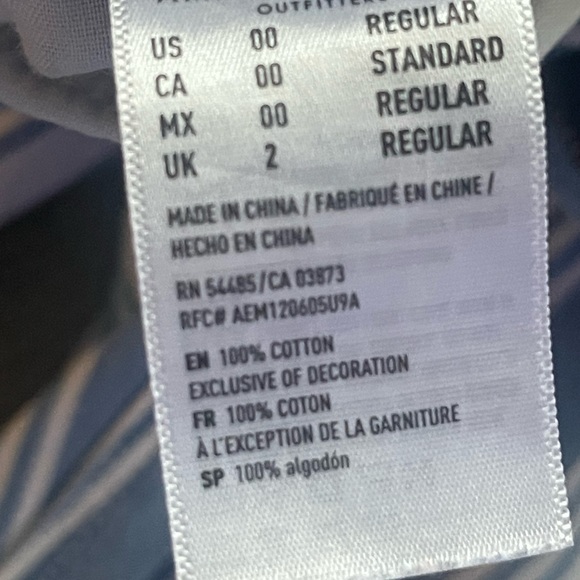 OUTFITTERS
US 00 REGULAR
CA 00 STANDARD
MX 00 REGULAR
UK 2 REGULAR
MADE IN CHINA / FABRIQUÉ EN CHINE /
HECHO EN CHINA
RN 54485/CA 03873
RFC# AEM120605U9A
EN 100% COTTON
EXCLUSIVE OF DECORATION
FR 100% COTON
À L'EXCEPTION DE LA GARNITURE
SP 100% algodón